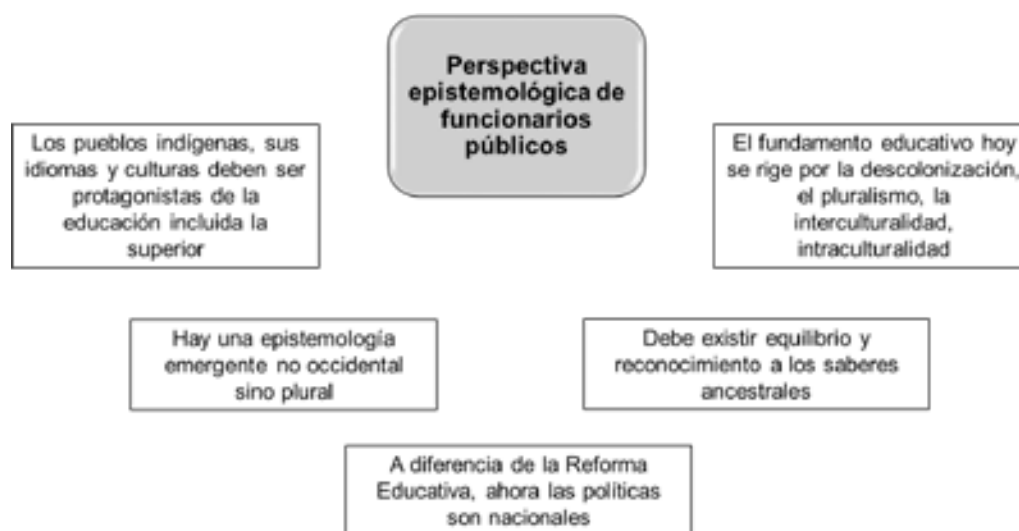 Perspectiva
epistemológica de
funcionarios
públicos
Los pueblos indígenas, sus
idiomas y culturas deben ser
protagonistas de la
educación incluida la
superior
El fundamento educativo hoy
se rige por la descolonización,
el pluralismo, la
interculturalidad,
intraculturalidad
Hay una epistemología
emergente no occidental
sino plural
Debe existir equilibrio y
reconocimiento a los saberes
ancestrales
A diferencia de la Reforma
Educativa, ahora las políticas
son nacionales